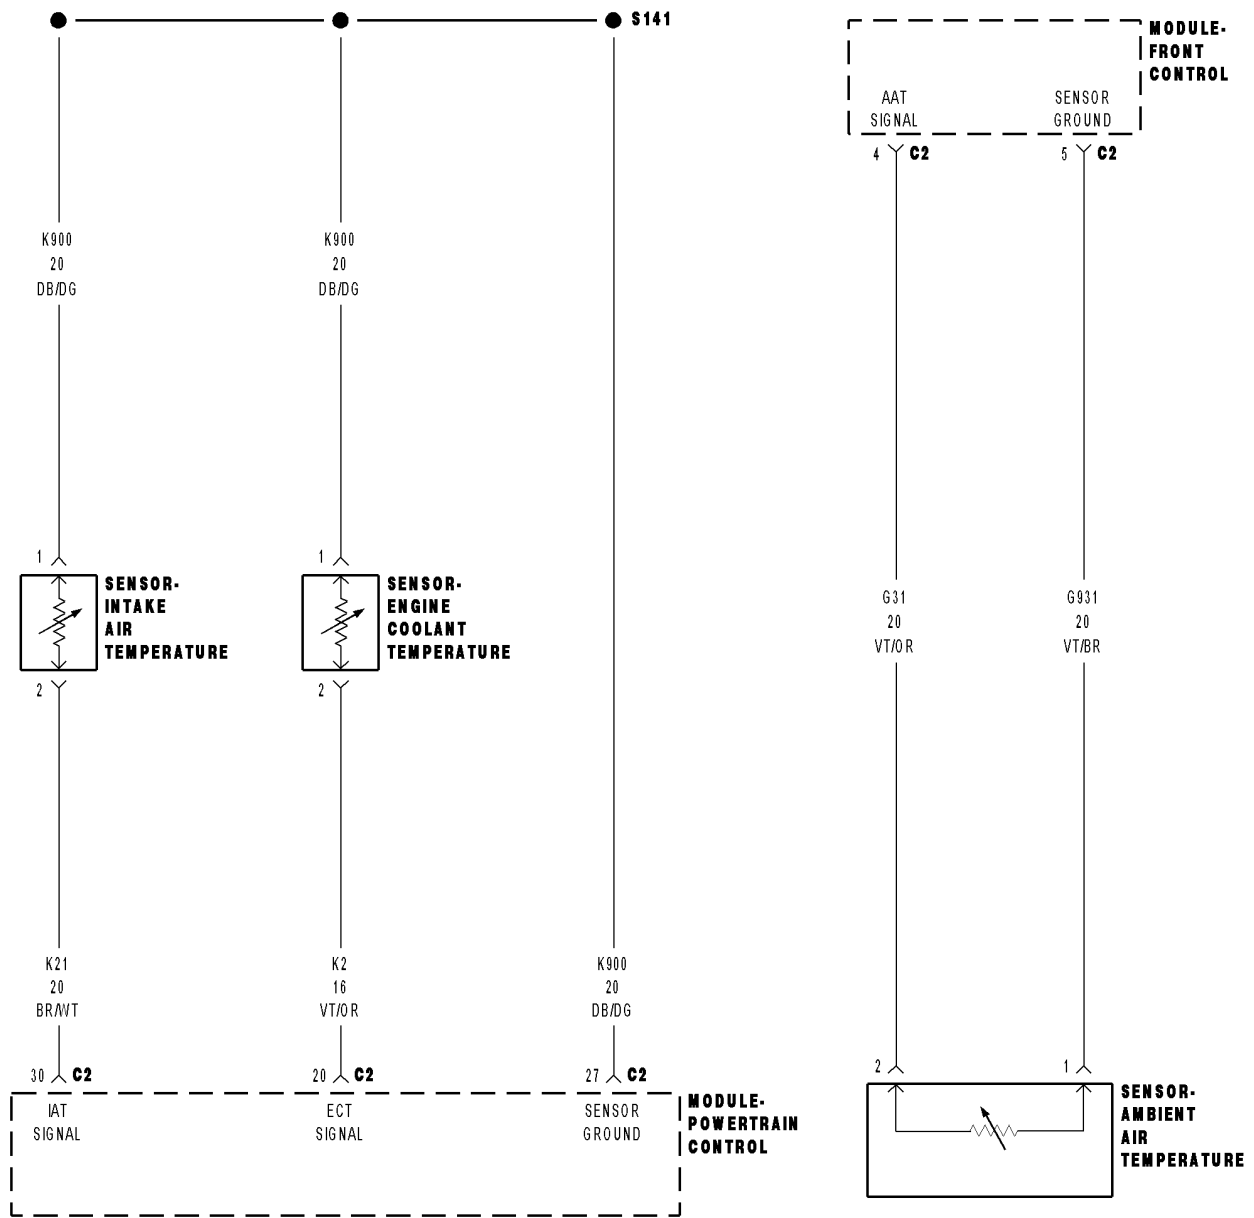 S141
MODULE-
FRONT
CONTROL
AAT
SIGNAL
SENSOR
GROUND
4 C2
5 C2
K900
20
DB/DG
K900
20
DB/DG
1
SENSOR-
INTAKE
AIR
TEMPERATURE
2
1
SENSOR-
ENGINE
COOLANT
TEMPERATURE
2
G31
20
VT/OR
G931
20
VT/BR
K21
20
BR/WT
K2
16
VT/OR
K900
20
DB/DG
30 C2
20 C2
27 C2
IAT
SIGNAL
ECT
SIGNAL
SENSOR
GROUND
MODULE-
POWERTRAIN
CONTROL
2
1
SENSOR-
AMBIENT
AIR
TEMPERATURE